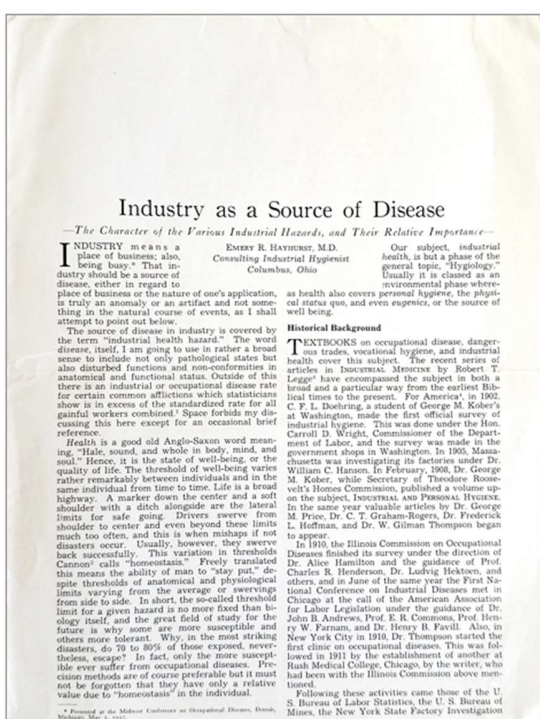 Industry as a Source of Disease
—The Character of the Various Industrial Hazards, and Their Relative Importance—
EMERY R. HAYHURST, M.D.
Consulting Industrial Hygienist
Columbus, Ohio
INDUSTRY means a
place of business; also,
being busy.* That in-
dustry should be a source of
disease, either in regard to
place of business or the nature of one's application,
is truly an anomaly or an artifact and not some-
thing in the natural course of events, as I shall
attempt to point out below.
The source of disease in industry is covered by
the term "industrial health hazard." The word
disease, itself, I am going to use in rather a broad
sense to include not only pathological states but
also disturbed functions and non-conformities in
anatomical and functional status. Outside of this
there is an industrial or occupational disease rate
for certain common afflictions which statisticians
show is in excess of the standardized rate for all
gainful workers combined.¹ Space forbids my dis-
cussing this here except for an occasional brief
reference.
Health is a good old Anglo-Saxon word mean-
ing, "Hale, sound, and whole in body, mind, and
soul." Hence, it is the state of well-being, or the
quality of life. The threshold of well-being varies
rather remarkably between individuals and in the
same individual from time to time. Life is a broad
highway. A marker down the center and a soft
shoulder with a ditch alongside are the lateral
limits for safe going. Drivers swerve from
shoulder to center and even beyond these limits
much too often, and this is when mishaps if not
disasters occur. Usually, however, they swerve
back successfully. This variation in thresholds
Cannon² calls "homeostasis." Freely translated
this means the ability of man to "stay put," de-
spite thresholds of anatomical and physiological
limits varying from the average or swervings
from side to side. In short, the so-called threshold
limit for a given hazard is no more fixed than bi-
ology itself, and the great field of study for the
future is why some are more susceptible and
others more tolerant. Why, in the most striking
disasters, do 70 to 80% of those exposed, never-
theless, escape? In fact, only the more suscept-
ible ever suffer from occupational diseases. Pre-
cision methods are of course preferable but it must
not be forgotten that they have only a relative
value due to "homeostasis" in the individual.
* Presented at the Midwest Conference on Occupational Diseases, Detroit,
Michigan, May
Our subject, industrial
health, is but a phase of the
general topic, "Hygiology."
Usually it is classed as an
environmental phase where-
as health also covers personal hygiene, the physi-
cal status quo, and even eugenics, or the source of
well being.
Historical Background
TEXTBOOKS on occupational disease, danger-
ous trades, vocational hygiene, and industrial
health cover this subject. The recent series of
articles in INDUSTRIAL MEDICINE by Robert T.
Legge³ have encompassed the subject in both a
broad and a particular way from the earliest Bib-
lical times to the present. For America⁴, in 1902,
C. F. L. Doehring, a student of George M. Kober's
at Washington, made the first official survey of
industrial hygiene. This was done under the Hon.
Carroll D. Wright, Commissioner of the Depart-
ment of Labor, and the survey was made in the
government shops in Washington. In 1905, Massa-
chusetts was investigating its factories under Dr.
William C. Hanson. In February, 1908, Dr. George
M. Kober, while Secretary of Theodore Roose-
velt's Homes Commission, published a volume up-
on the subject, INDUSTRIAL AND PERSONAL HYGIENE.
In the same year valuable articles by Dr. George
M. Price, Dr. C. T. Graham-Rogers, Dr. Frederick
L. Hoffman, and Dr. W. Gilman Thompson began
to appear.
In 1910, the Illinois Commission on Occupational
Diseases finished its survey under the direction of
Dr. Alice Hamilton and the guidance of Prof.
Charles R. Henderson, Dr. Ludvig Hektoen, and
others, and in June of the same year the First Na-
tional Conference on Industrial Diseases met in
Chicago at the call of the American Association
for Labor Legislation under the guidance of Dr.
John B. Andrews, Prof. E. R. Commons, Prof. Hen-
ry W. Farnam, and Dr. Henry B. Favill. Also, in
New York City in 1910, Dr. Thompson started the
first clinic on occupational diseases. This was fol-
lowed in 1911 by the establishment of another at
Rush Medical College, Chicago, by the writer, who
had been with the Illinois Commission above men-
tioned.
Following these activities came those of the U.
S. Bureau of Labor Statistics, the U. S. Bureau of
Mines, the New York State Factory Investigation